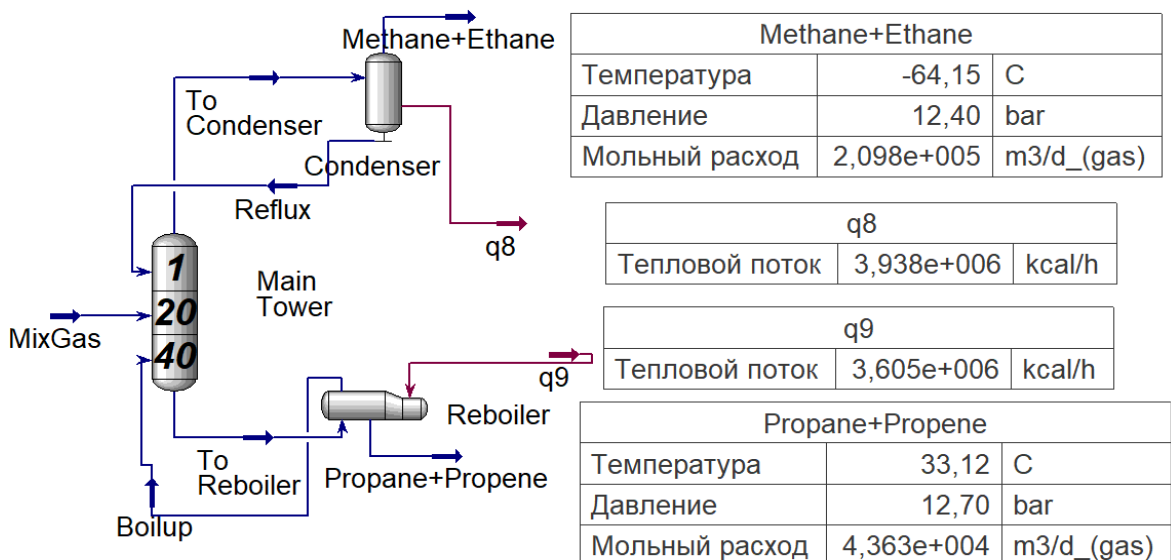 Methane+Ethane
To
Condenser
Condenser
Reflux
q8
1
20
40
Main
Tower
MixGas
q9
Reboiler
To
Reboiler
Propane+Propene
Boilup
Methane+Ethane
Температура -64,15 C
Давление 12,40 bar
Мольный расход 2,098e+005 m3/d_(gas)
q8
Тепловой поток 3,938e+006 kcal/h
q9
Тепловой поток 3,605e+006 kcal/h
Propane+Propene
Температура 33,12 C
Давление 12,70 bar
Мольный расход 4,363e+004 m3/d_(gas)